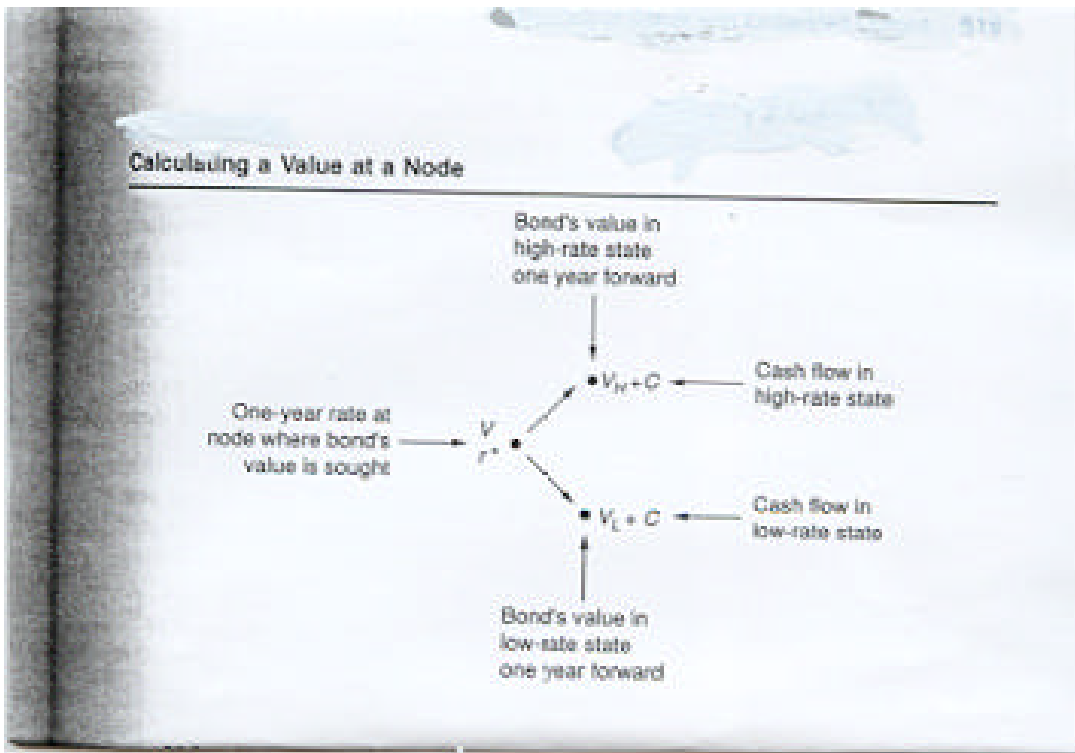 Calculating a Value at a Node
Bond's value in
high-rate state
one year forward
V_H + C
Cash flow in
high-rate state
One-year rate at
node where bond's
value is sought
V
r*
V_L + C
Cash flow in
low-rate state
Bond's value in
low-rate state
one year forward